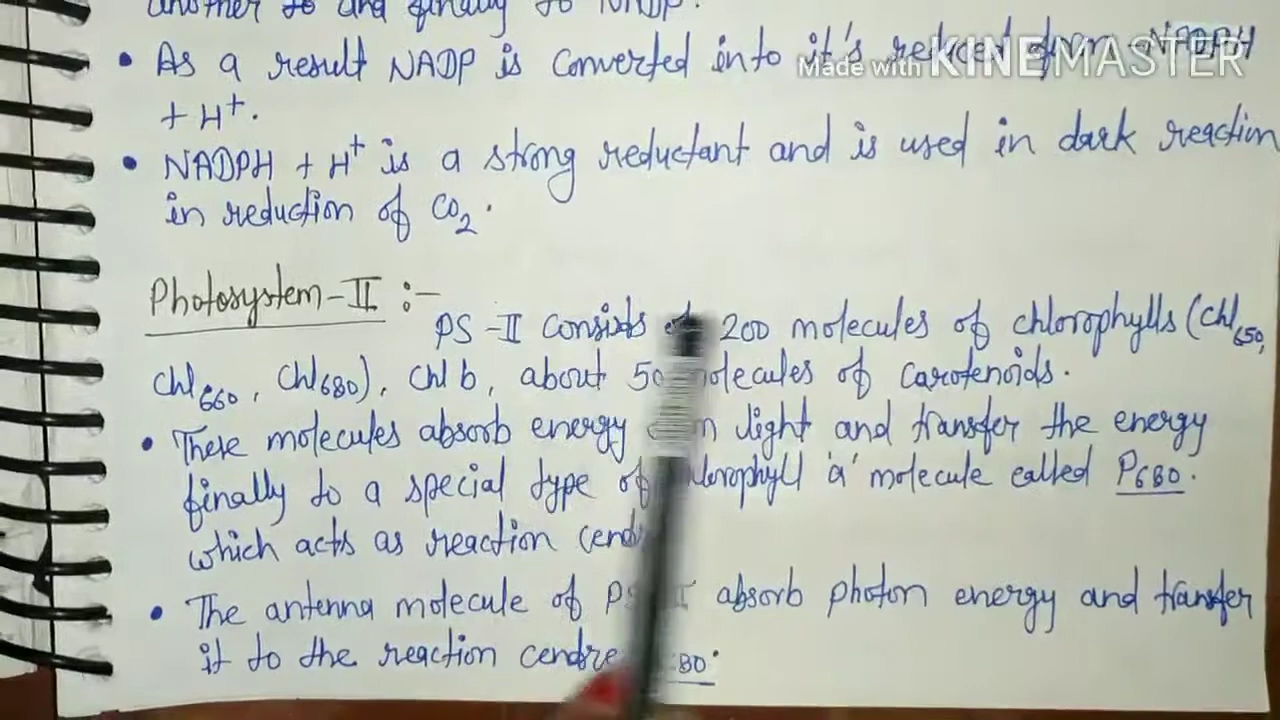 another to and finally to NADP.
• As a result NADP is converted into it's reduced from NADPH
Made with KINEMASTER
+ H⁺.
• NADPH + H⁺ is a strong reductant and is used in dark reaction
in reduction of CO₂.
Photosystem-II :-
PS-II consists of 200 molecules of chlorophylls (Chl₆₅₀,
Chl₆₆₀, Chl₆₈₀), Chl b, about 50 molecules of carotenoids.
• These molecules absorb energy light and transfer the energy
finally to a special type of chlorophyll 'a' molecule called P₆₈₀.
which acts as reaction
• The antenna molecule of absorb photon energy and transfer
it to the reaction centre 80.